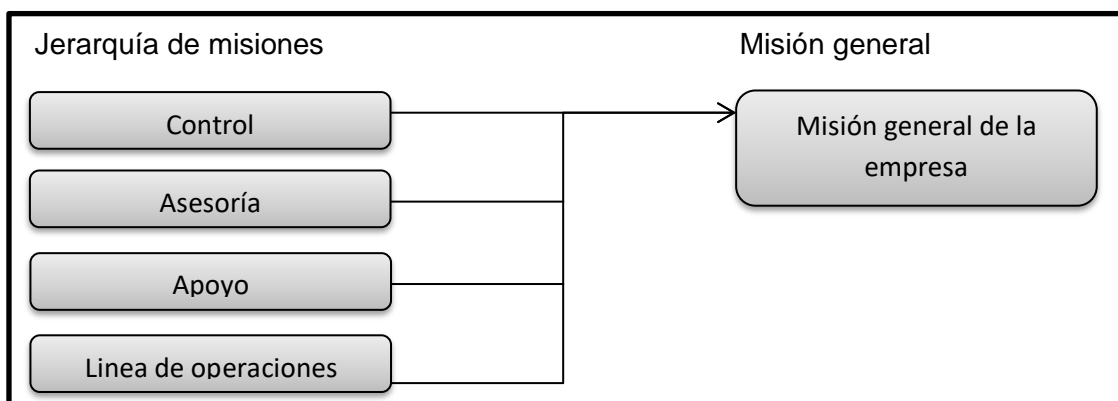 Jerarquía de misiones
Misión general
Control
Asesoría
Apoyo
Linea de operaciones
Misión general de la
empresa